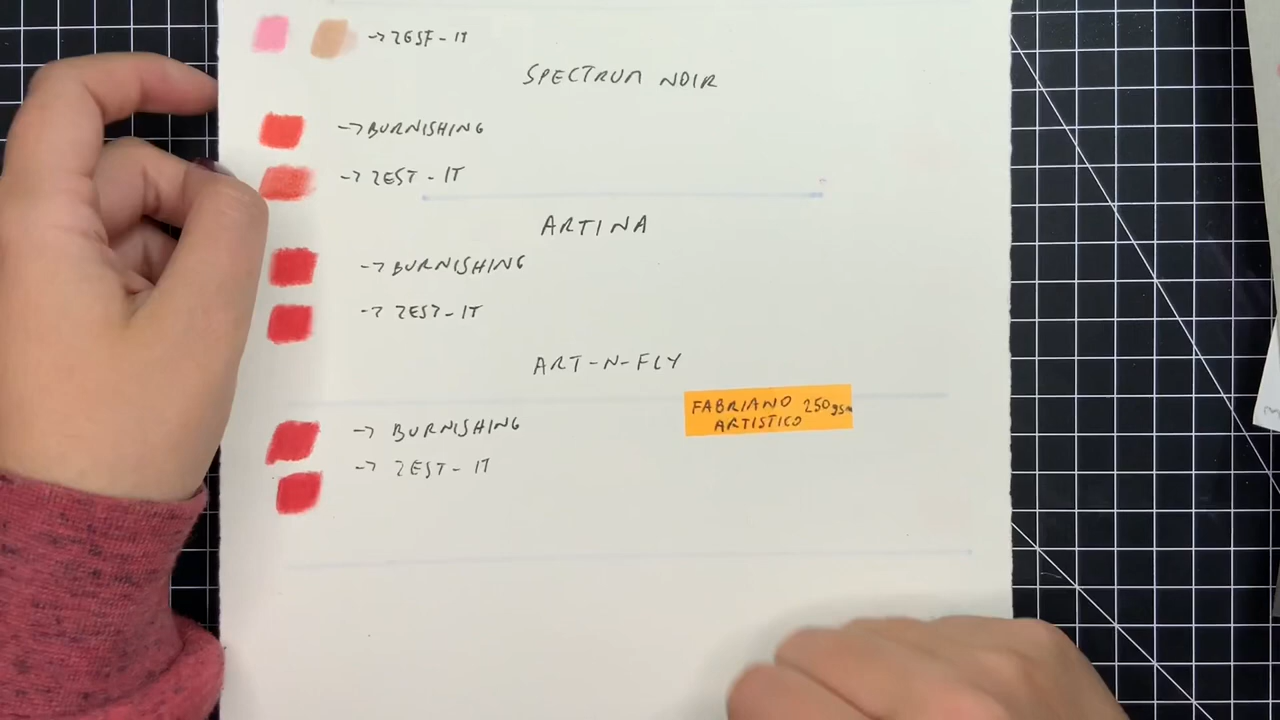 → ZEST-IT
SPECTRUM NOIR
→ BURNISHING
→ ZEST-IT
ARTINA
→ BURNISHING
→ ZEST-IT
ART-N-FLY
FABRIANO 250gsm
ARTISTICO
→ BURNISHING
→ ZEST-IT